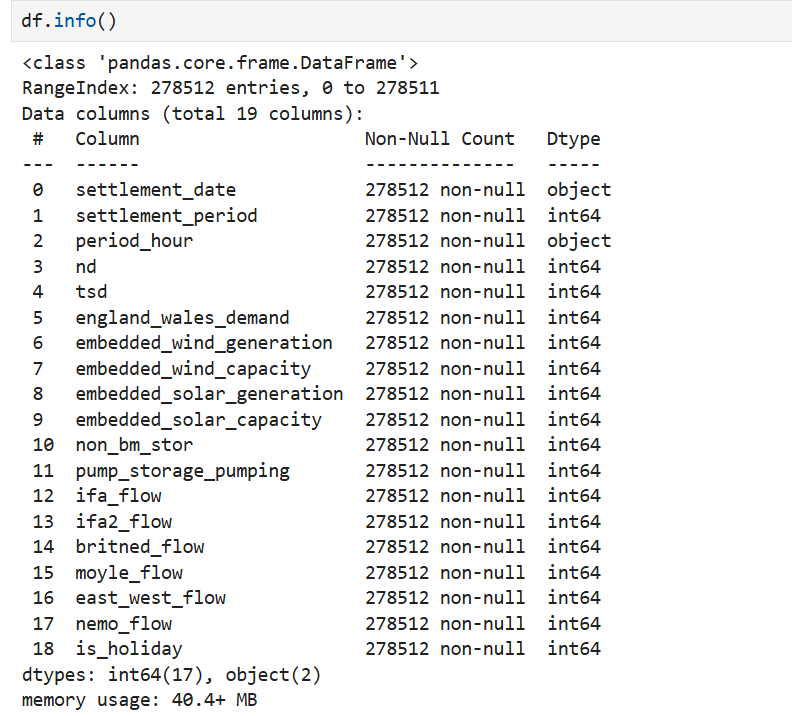 df.info()
<class 'pandas.core.frame.DataFrame'>
RangeIndex: 278512 entries, 0 to 278511
Data columns (total 19 columns):
 #   Column                     Non-Null Count   Dtype
---  ------                     --------------   -----
 0   settlement_date            278512 non-null  object
 1   settlement_period          278512 non-null  int64
 2   period_hour                278512 non-null  object
 3   nd                         278512 non-null  int64
 4   tsd                        278512 non-null  int64
 5   england_wales_demand       278512 non-null  int64
 6   embedded_wind_generation   278512 non-null  int64
 7   embedded_wind_capacity     278512 non-null  int64
 8   embedded_solar_generation  278512 non-null  int64
 9   embedded_solar_capacity    278512 non-null  int64
 10  non_bm_stor                278512 non-null  int64
 11  pump_storage_pumping       278512 non-null  int64
 12  ifa_flow                   278512 non-null  int64
 13  ifa2_flow                  278512 non-null  int64
 14  britned_flow               278512 non-null  int64
 15  moyle_flow                 278512 non-null  int64
 16  east_west_flow             278512 non-null  int64
 17  nemo_flow                  278512 non-null  int64
 18  is_holiday                 278512 non-null  int64
dtypes: int64(17), object(2)
memory usage: 40.4+ MB